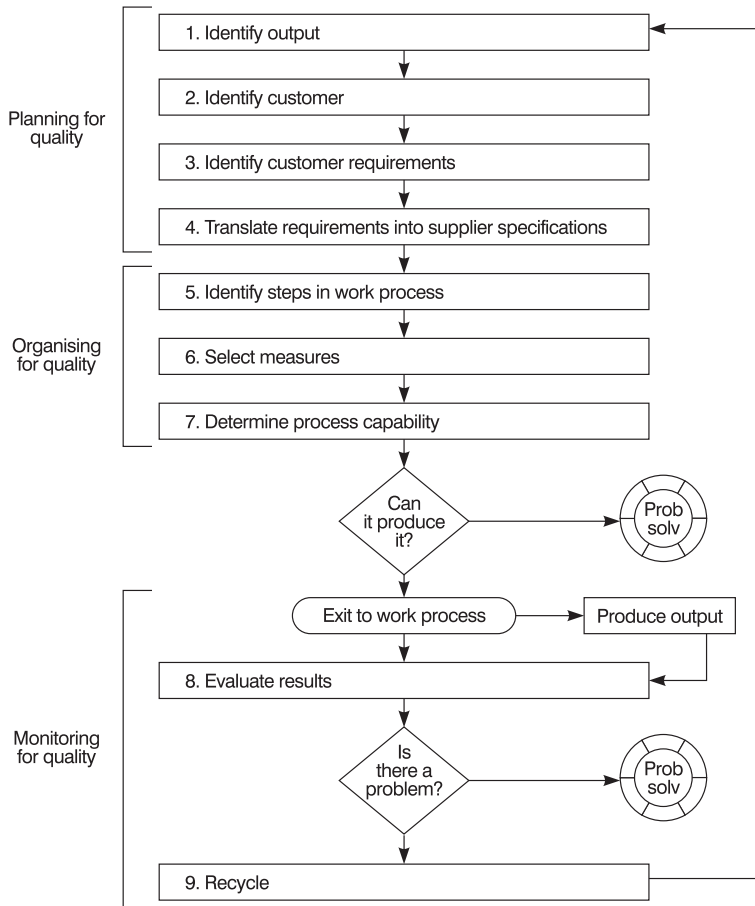 1. Identify output
2. Identify customer
Planning for
quality
3. Identify customer requirements
4. Translate requirements into supplier specifications
5. Identify steps in work process
Organising
for quality
6. Select measures
7. Determine process capability
Can
it produce
it?
Prob
solv
Exit to work process
Produce output
8. Evaluate results
Monitoring
for quality
Is
there a
problem?
Prob
solv
9. Recycle